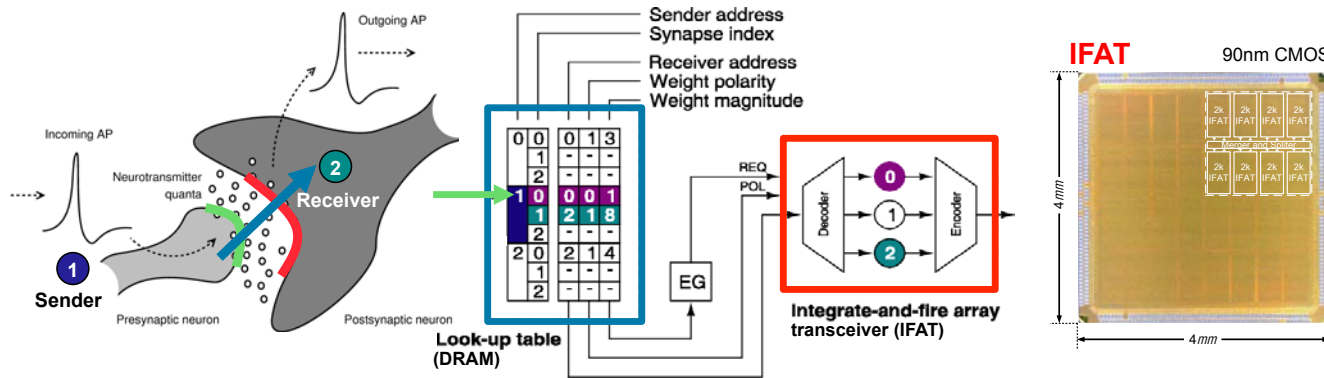 Outgoing AP
Incoming AP
Neurotransmitter
quanta
2
Receiver
1
Sender
Presynaptic neuron
Postsynaptic neuron
Sender address
Synapse index
Receiver address
Weight polarity
Weight magnitude
0 0 0 1 3
1 - - -
2 - - -
1 0 0 0 1
1 2 1 8
2 - - -
2 0 2 1 4
1 - - -
2 - - -
Look-up table
(DRAM)
EG
REQ
POL
Decoder
0
1
2
Encoder
Integrate-and-fire array
transceiver (IFAT)
IFAT
90nm CMOS
2k
IFAT
2k
IFAT
2k
IFAT
2k
IFAT
Merger and Spliter
2k
IFAT
2k
IFAT
2k
IFAT
2k
IFAT
4mm
4mm